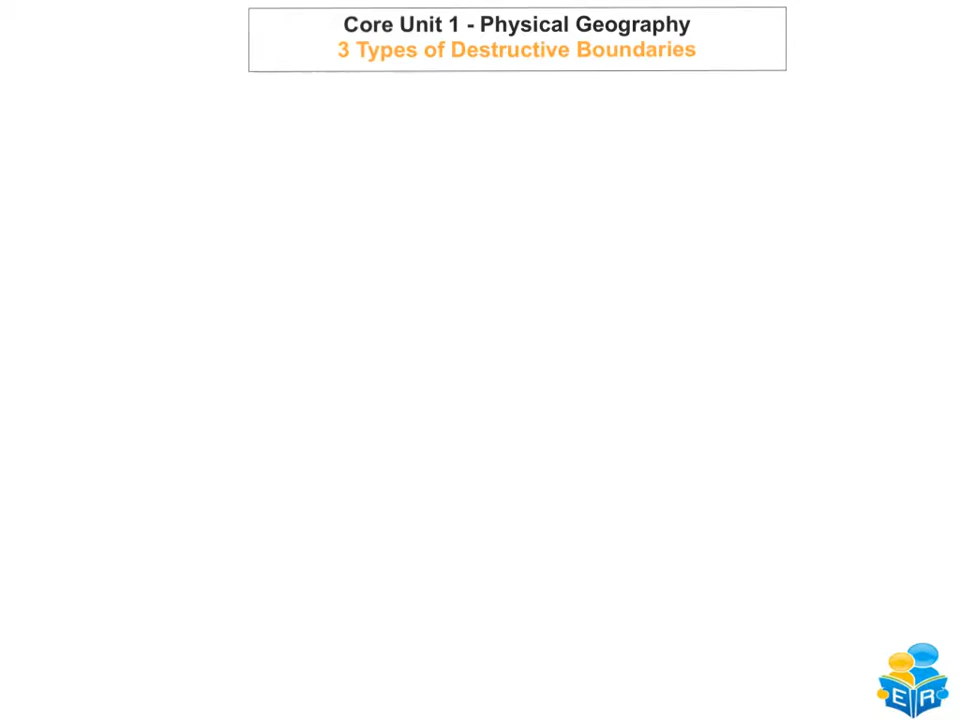 Core Unit 1 - Physical Geography
3 Types of Destructive Boundaries
E R